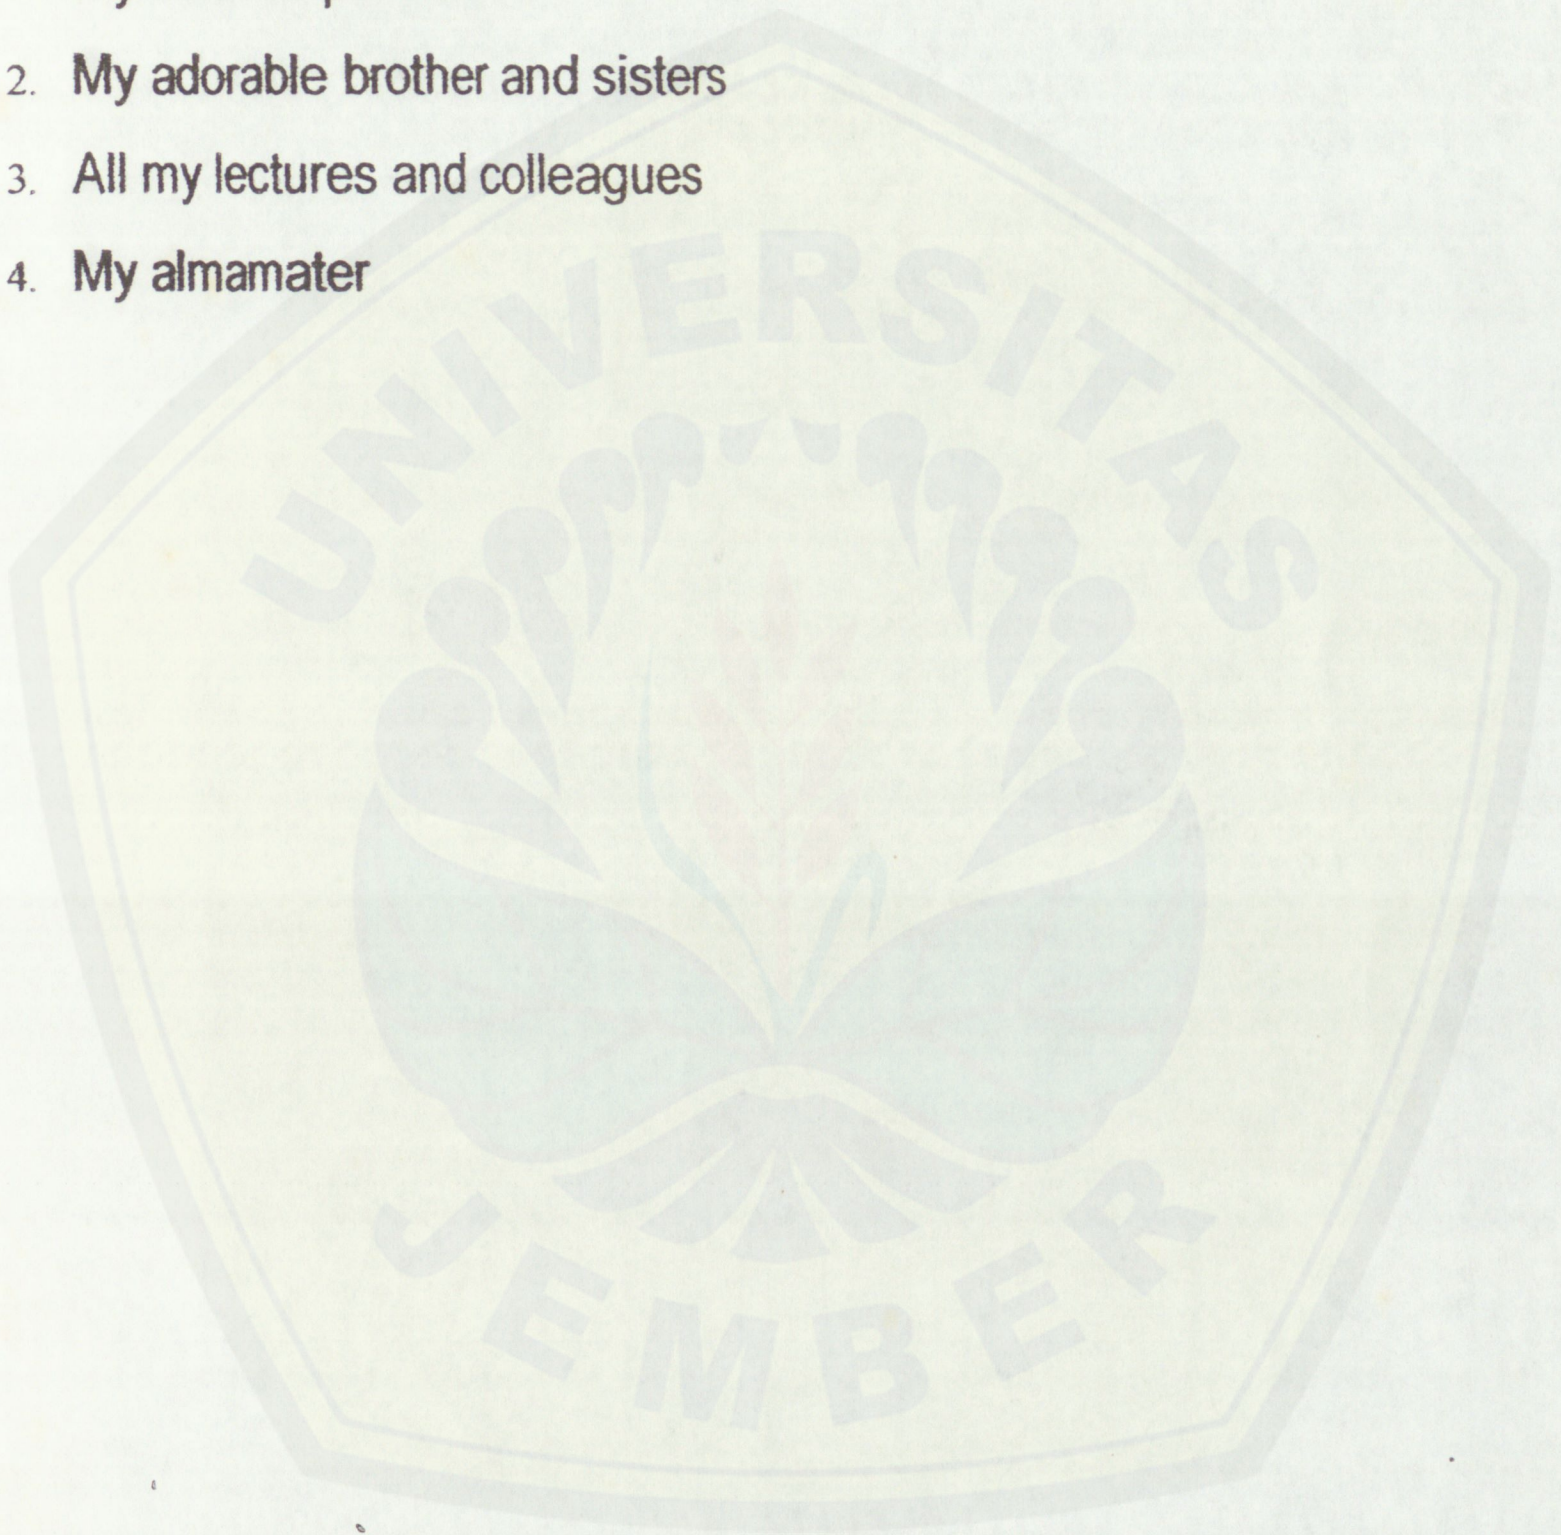 2. My adorable brother and sisters
3. All my lectures and colleagues
4. My almamater
UNIVERSITAS
JEMBER